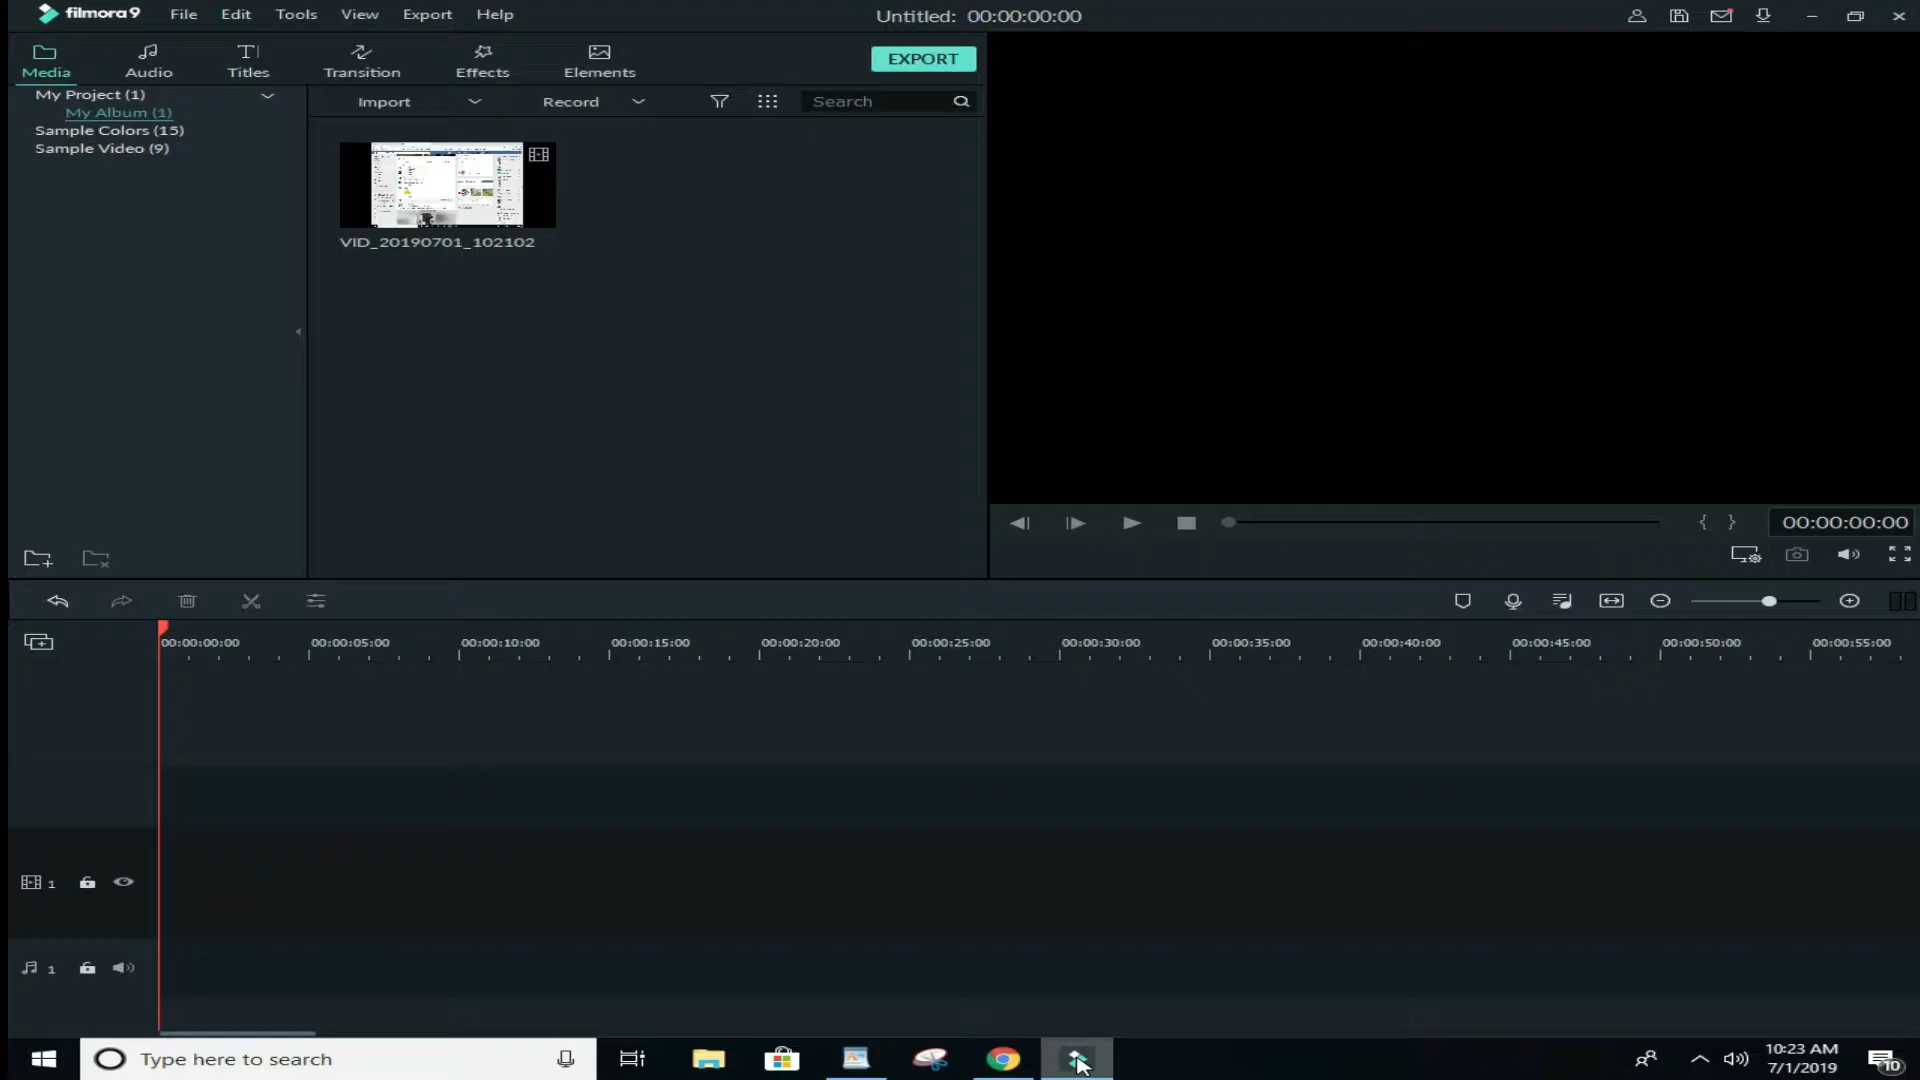 filmora9 File Edit Tools View Export Help Untitled: 00:00:00:00
Media Audio Titles Transition Effects Elements EXPORT
My Project (1)
My Album (1)
Sample Colors (15)
Sample Video (9)
Import Record Search
VID_20190701_102102
00:00:00:00
00:00:00:00 00:00:05:00 00:00:10:00 00:00:15:00 00:00:20:00 00:00:25:00 00:00:30:00 00:00:35:00 00:00:40:00 00:00:45:00 00:00:50:00 00:00:55:00
1
1
Type here to search
10:23 AM
7/1/2019
10